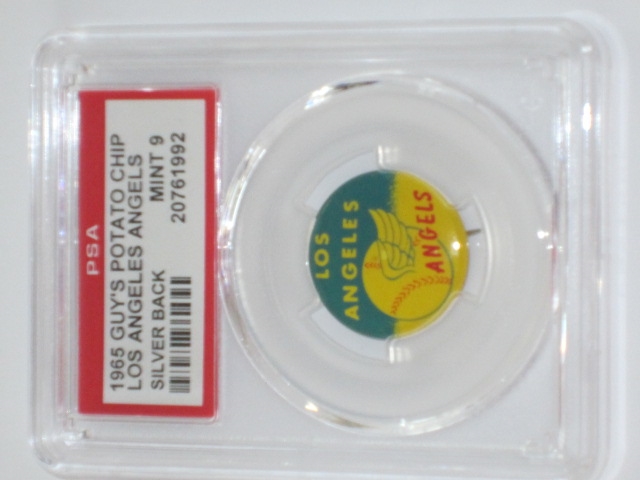 PSA
1965 GUY'S POTATO CHIP
LOS ANGELES ANGELS
SILVER BACK MINT 9
20761992
LOS
ANGELES
ANGELS